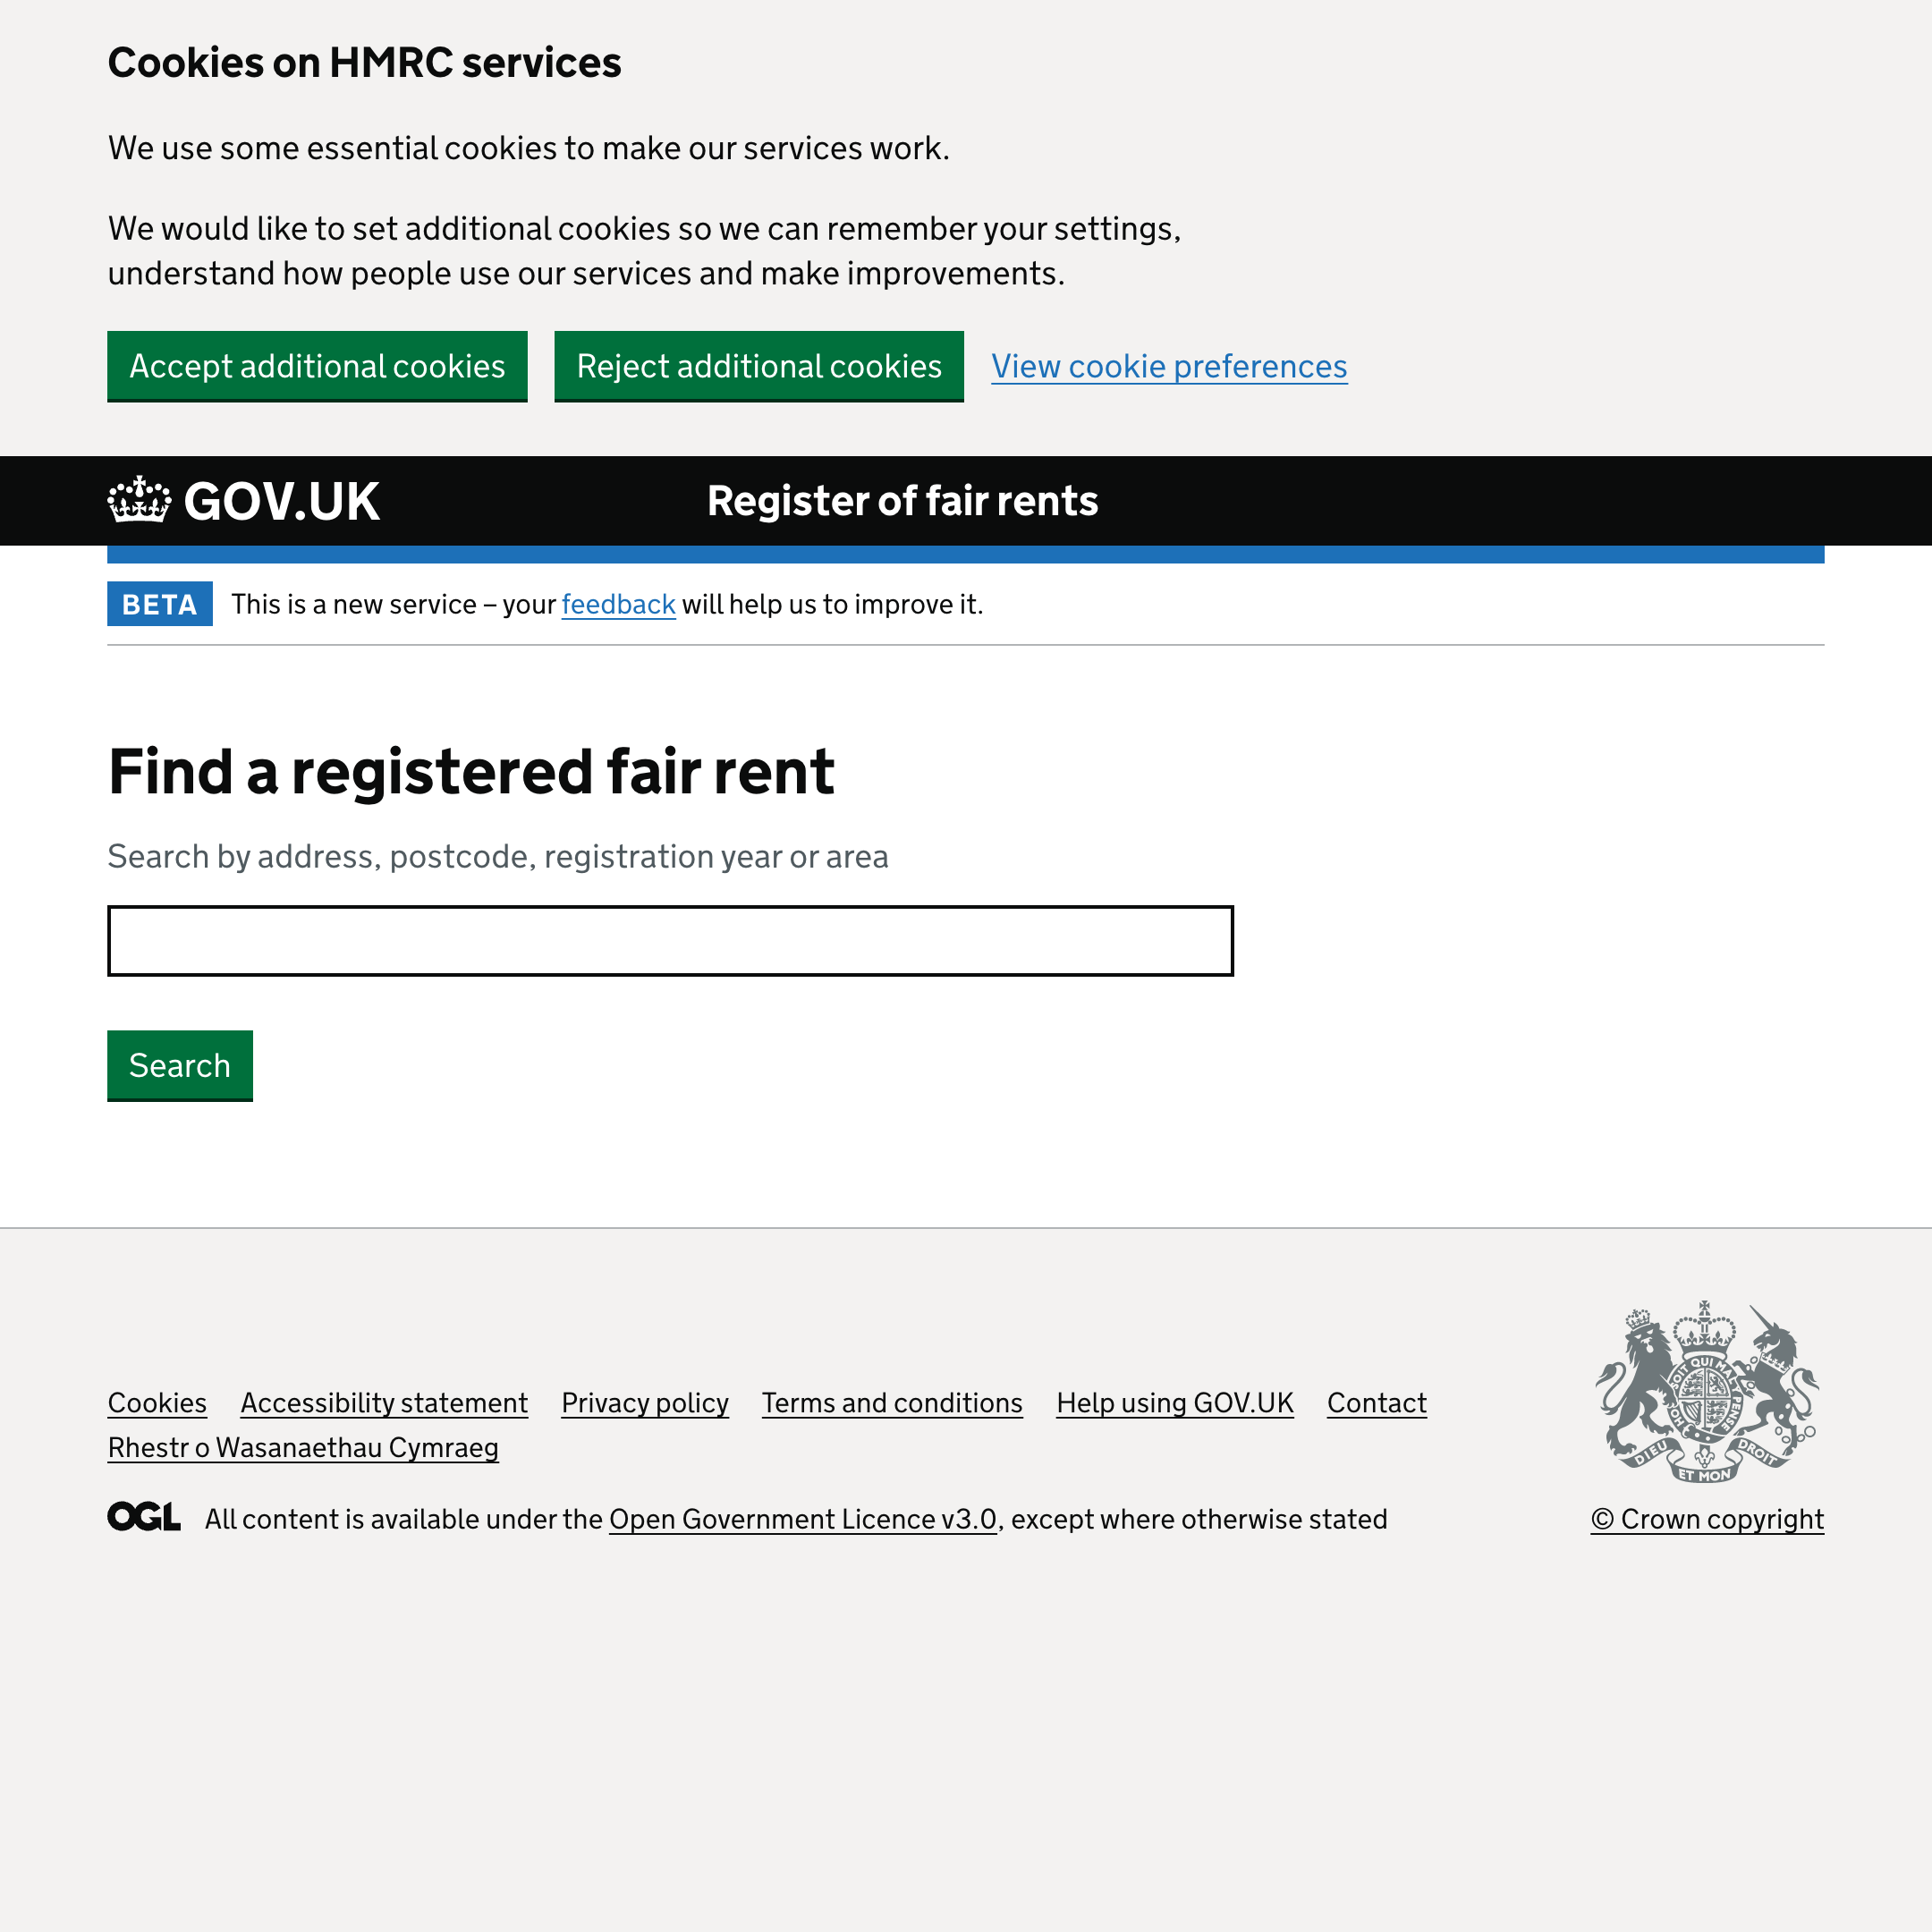 Cookies on HMRC services
We use some essential cookies to make our services work.
We would like to set additional cookies so we can remember your settings,
understand how people use our services and make improvements.
Accept additional cookies Reject additional cookies View cookie preferences
GOV.UK Register of fair rents
BETA This is a new service – your feedback will help us to improve it.
Find a registered fair rent
Search by address, postcode, registration year or area
Search
Cookies Accessibility statement Privacy policy Terms and conditions Help using GOV.UK Contact
Rhestr o Wasanaethau Cymraeg
OGL All content is available under the Open Government Licence v3.0, except where otherwise stated
DIEU ET MON DROIT
© Crown copyright